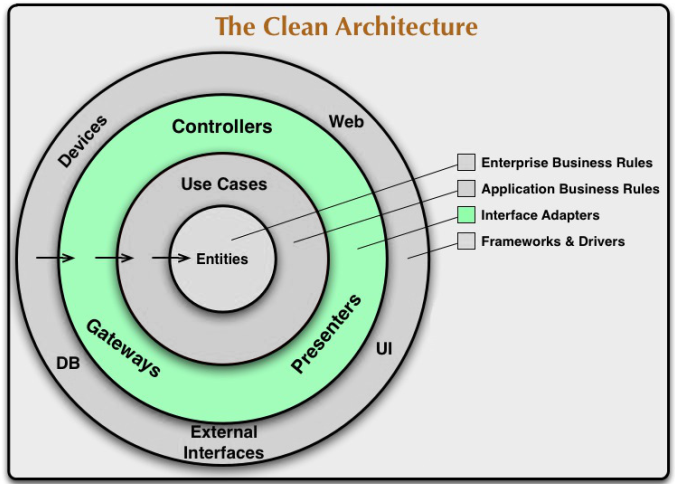 The Clean Architecture
Devices
Controllers
Web
Use Cases
Entities
Gateways
Presenters
DB
UI
External
Interfaces
Enterprise Business Rules
Application Business Rules
Interface Adapters
Frameworks & Drivers